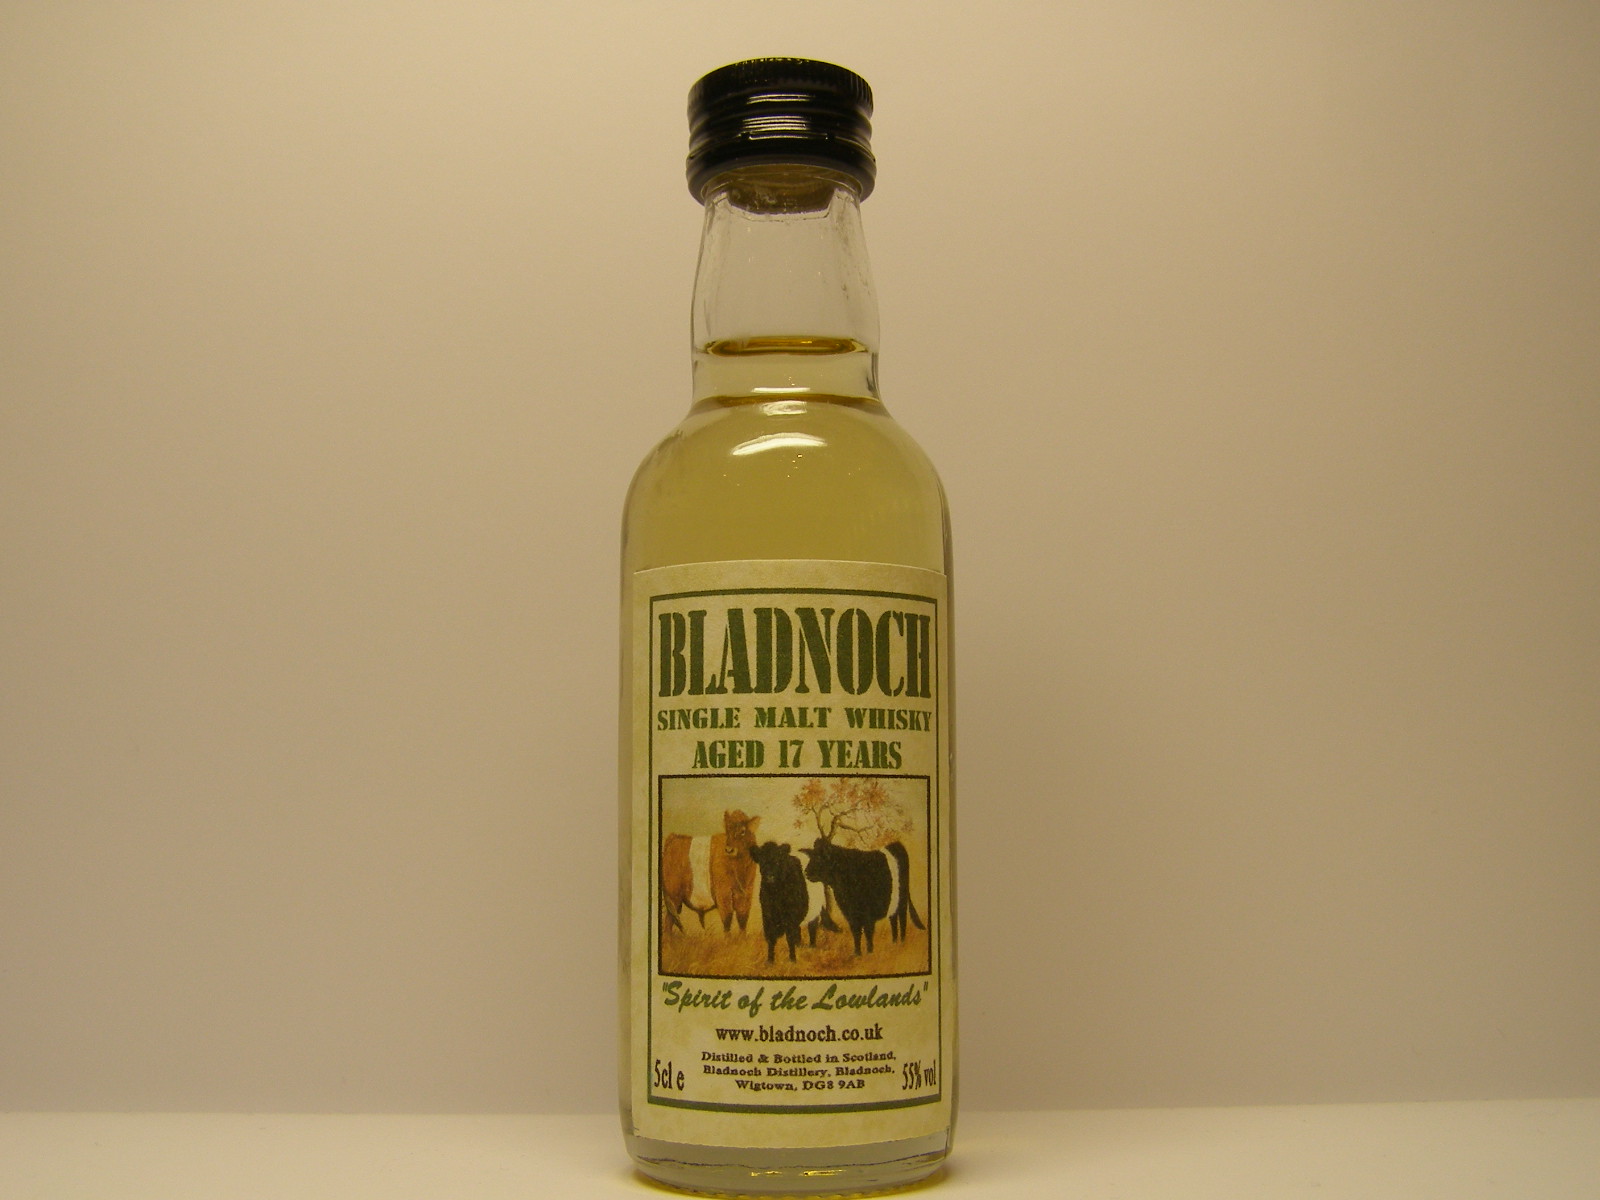 BLADNOCH
SINGLE MALT WHISKY
AGED 17 YEARS
"Spirit of the Lowlands"
www.bladnoch.co.uk
Distilled & Bottled in Scotland,
Bladnoch Distillery, Bladnoch,
Wigtown, DG8 9AB
5cl e
55% vol